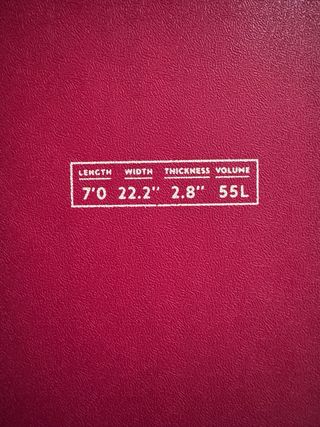 LENGTH WIDTH THICKNESS VOLUME
7'0 22.2" 2.8" 55L